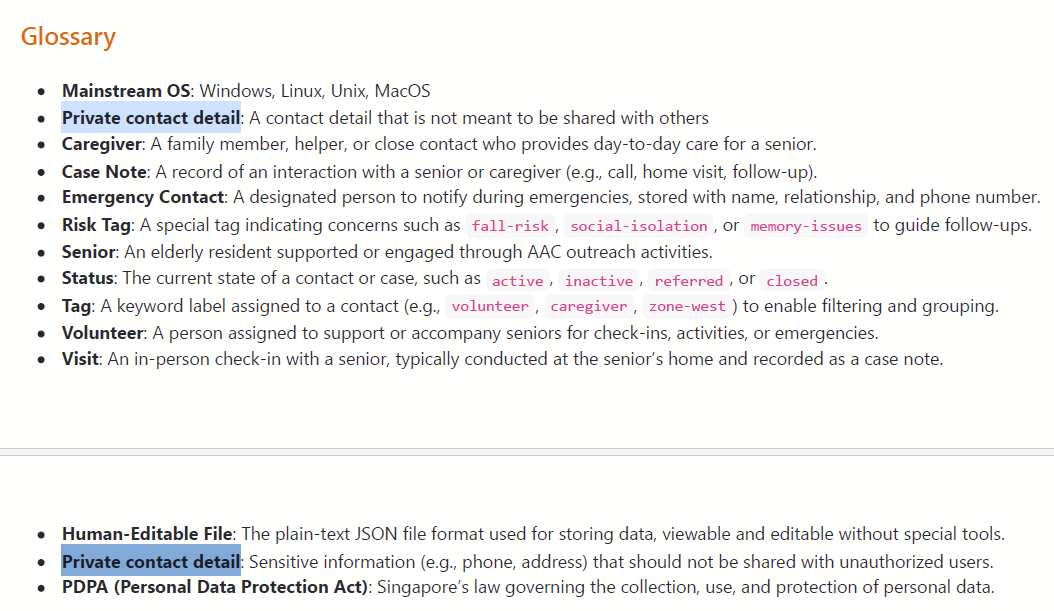 Glossary
Mainstream OS: Windows, Linux, Unix, MacOS
Private contact detail: A contact detail that is not meant to be shared with others
Caregiver: A family member, helper, or close contact who provides day-to-day care for a senior.
Case Note: A record of an interaction with a senior or caregiver (e.g., call, home visit, follow-up).
Emergency Contact: A designated person to notify during emergencies, stored with name, relationship, and phone number.
Risk Tag: A special tag indicating concerns such as fall-risk, social-isolation, or memory-issues to guide follow-ups.
Senior: An elderly resident supported or engaged through AAC outreach activities.
Status: The current state of a contact or case, such as active, inactive, referred, or closed.
Tag: A keyword label assigned to a contact (e.g., volunteer, caregiver, zone-west) to enable filtering and grouping.
Volunteer: A person assigned to support or accompany seniors for check-ins, activities, or emergencies.
Visit: An in-person check-in with a senior, typically conducted at the senior’s home and recorded as a case note.
Human-Editable File: The plain-text JSON file format used for storing data, viewable and editable without special tools.
Private contact detail: Sensitive information (e.g., phone, address) that should not be shared with unauthorized users.
PDPA (Personal Data Protection Act): Singapore’s law governing the collection, use, and protection of personal data.